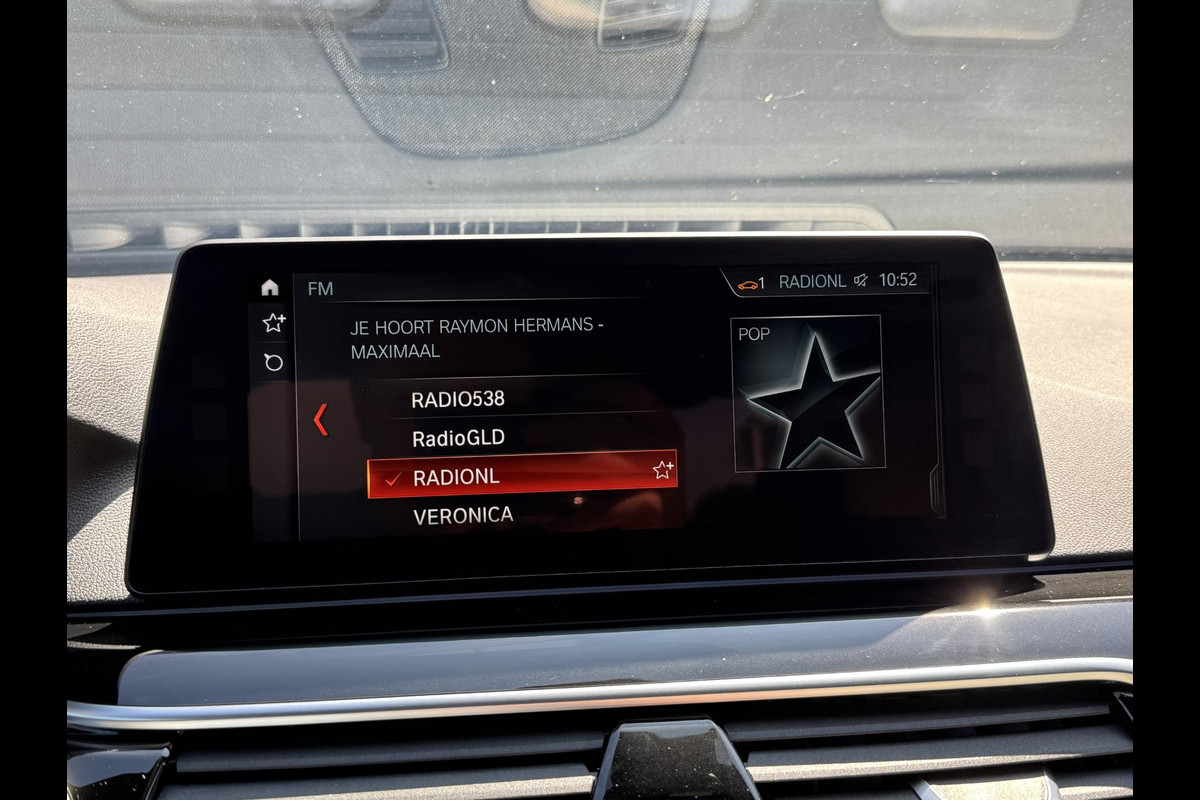 FM
1 RADIONL 10:52
JE HOORT RAYMON HERMANS -
MAXIMAAL
POP
RADIO538
RadioGLD
RADIONL
VERONICA